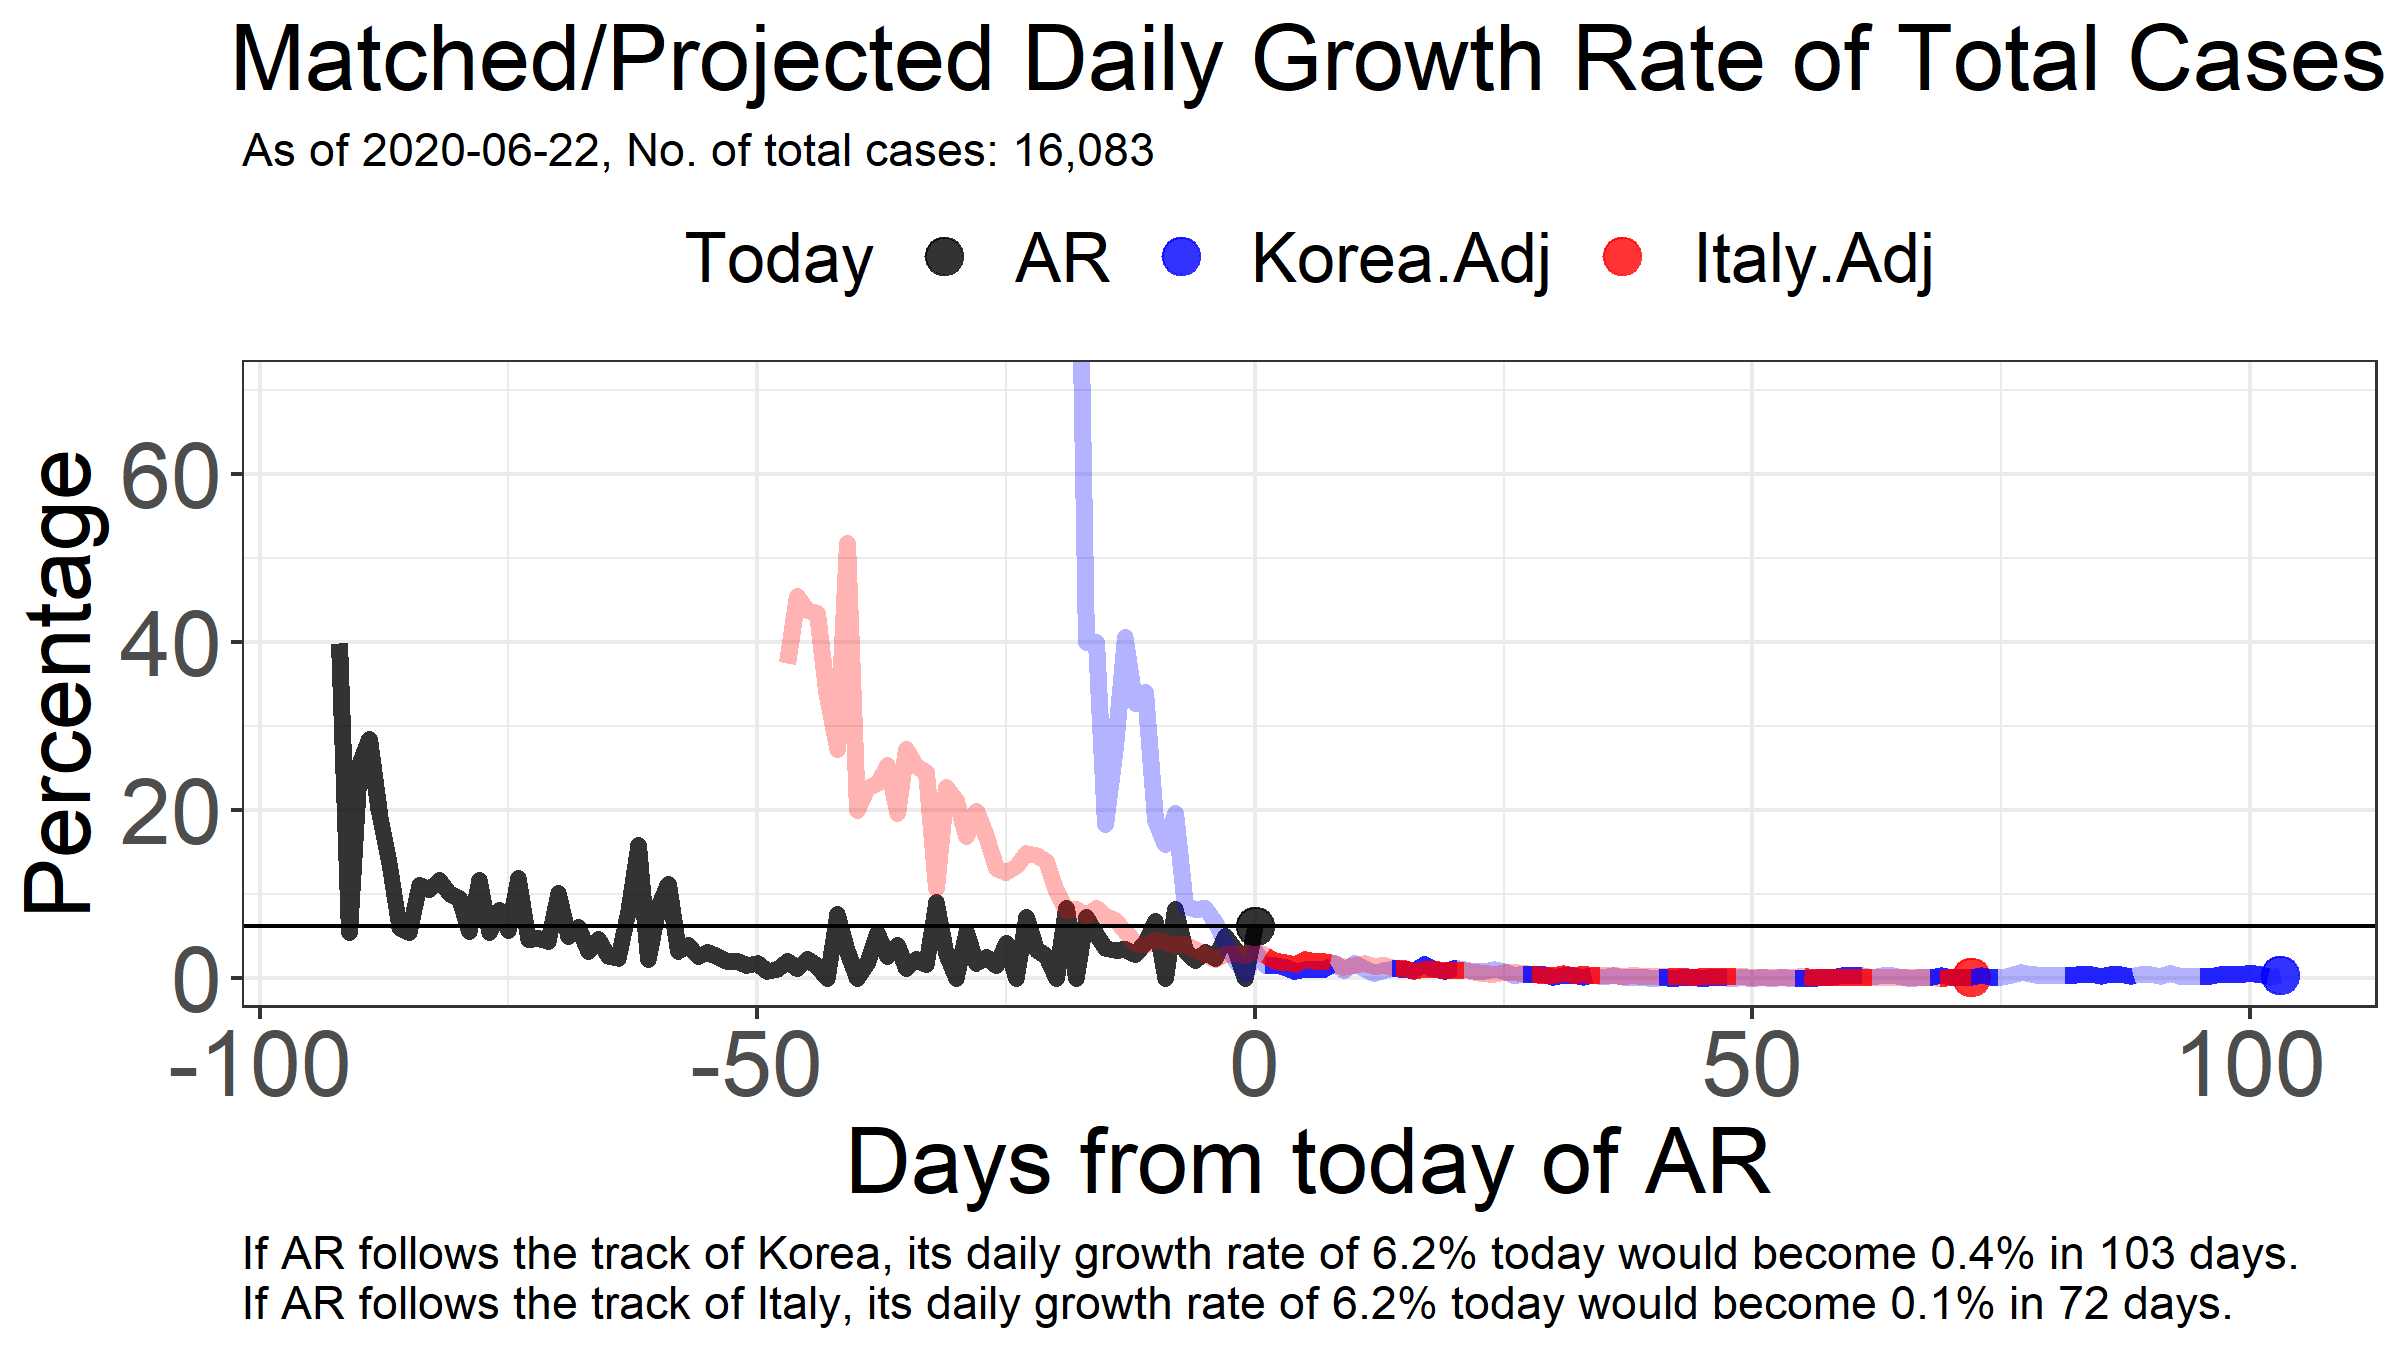 Matched/Projected Daily Growth Rate of Total Cases
As of 2020-06-22, No. of total cases: 16,083
Today AR Korea.Adj Italy.Adj
Percentage
60
40
20
0
-100 -50 0 50 100
Days from today of AR
If AR follows the track of Korea, its daily growth rate of 6.2% today would become 0.4% in 103 days.
If AR follows the track of Italy, its daily growth rate of 6.2% today would become 0.1% in 72 days.